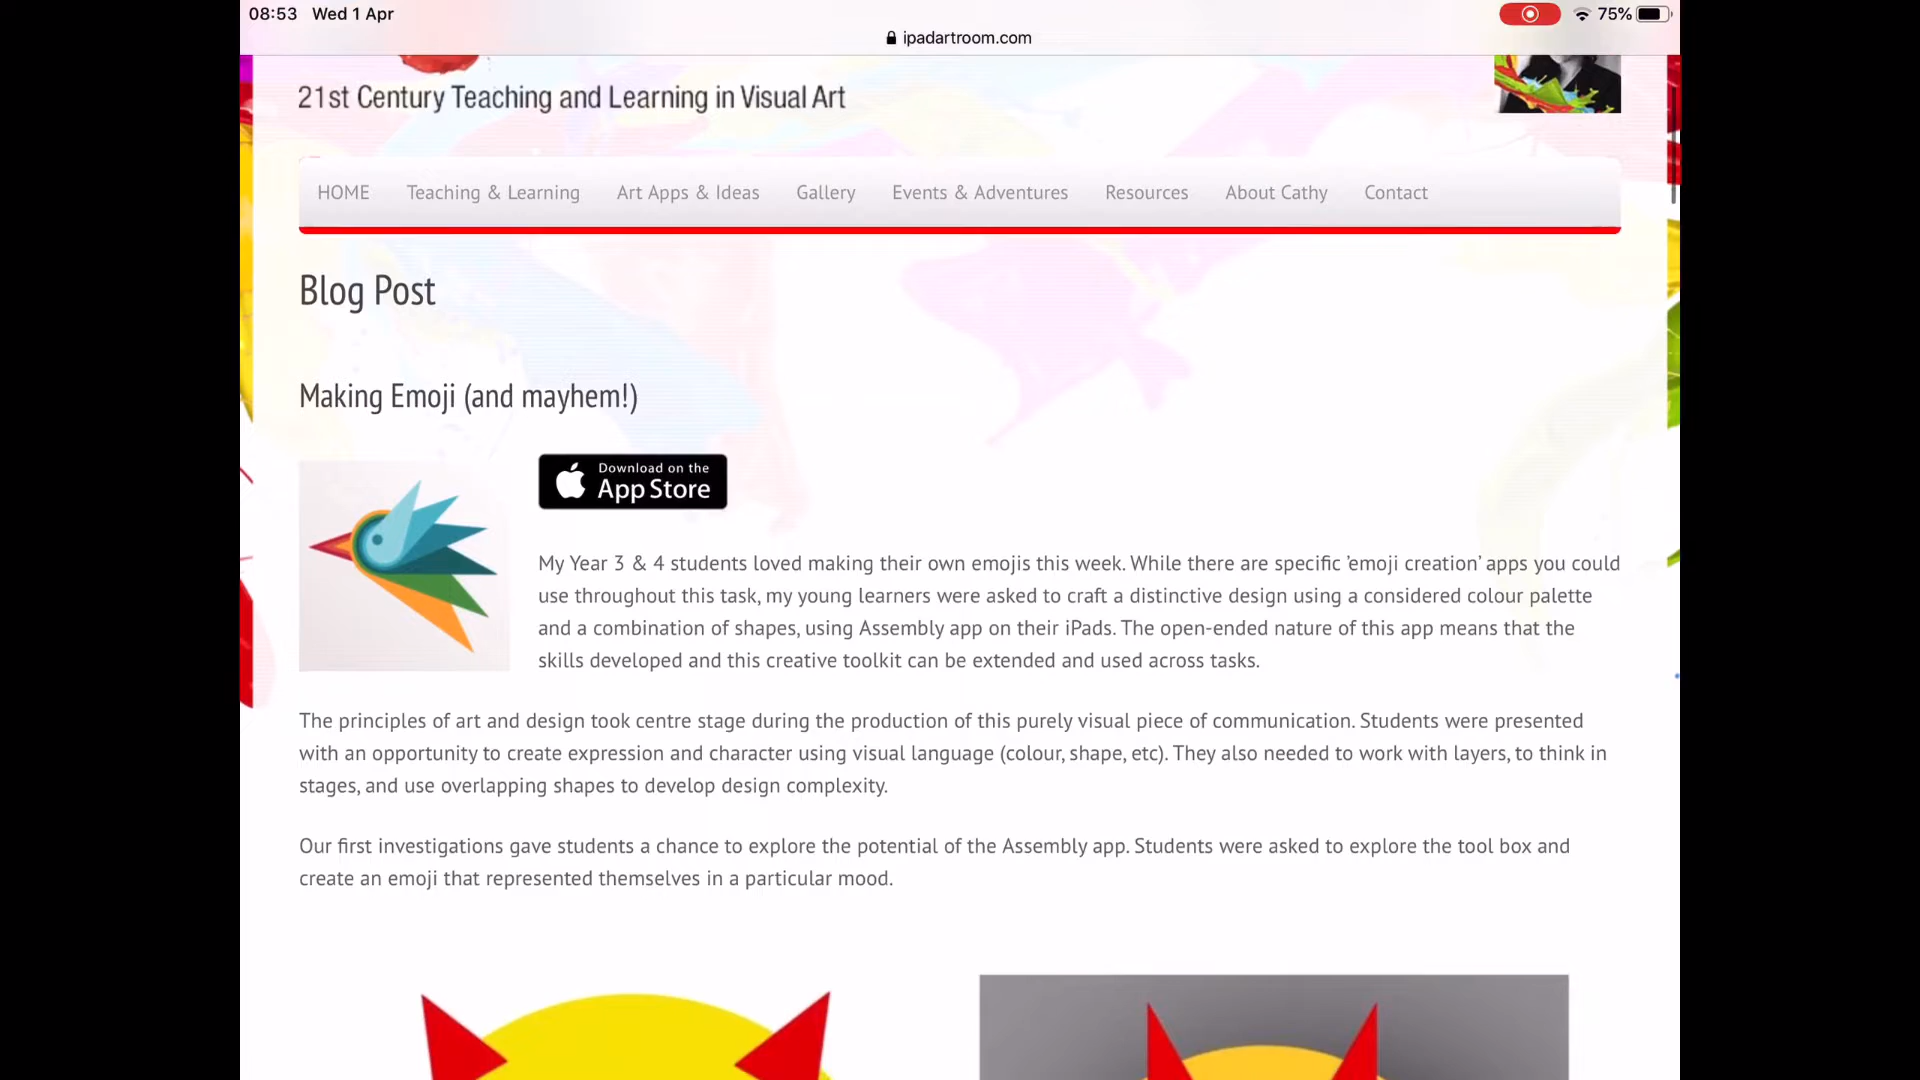 08:53 Wed 1 Apr
75%
ipadartroom.com
21st Century Teaching and Learning in Visual Art
HOME Teaching & Learning Art Apps & Ideas Gallery Events & Adventures Resources About Cathy Contact
Blog Post
Making Emoji (and mayhem!)
Download on the
App Store
My Year 3 & 4 students loved making their own emojis this week. While there are specific ’emoji creation’ apps you could
use throughout this task, my young learners were asked to craft a distinctive design using a considered colour palette
and a combination of shapes, using Assembly app on their iPads. The open-ended nature of this app means that the
skills developed and this creative toolkit can be extended and used across tasks.
The principles of art and design took centre stage during the production of this purely visual piece of communication. Students were presented
with an opportunity to create expression and character using visual language (colour, shape, etc). They also needed to work with layers, to think in
stages, and use overlapping shapes to develop design complexity.
Our first investigations gave students a chance to explore the potential of the Assembly app. Students were asked to explore the tool box and
create an emoji that represented themselves in a particular mood.